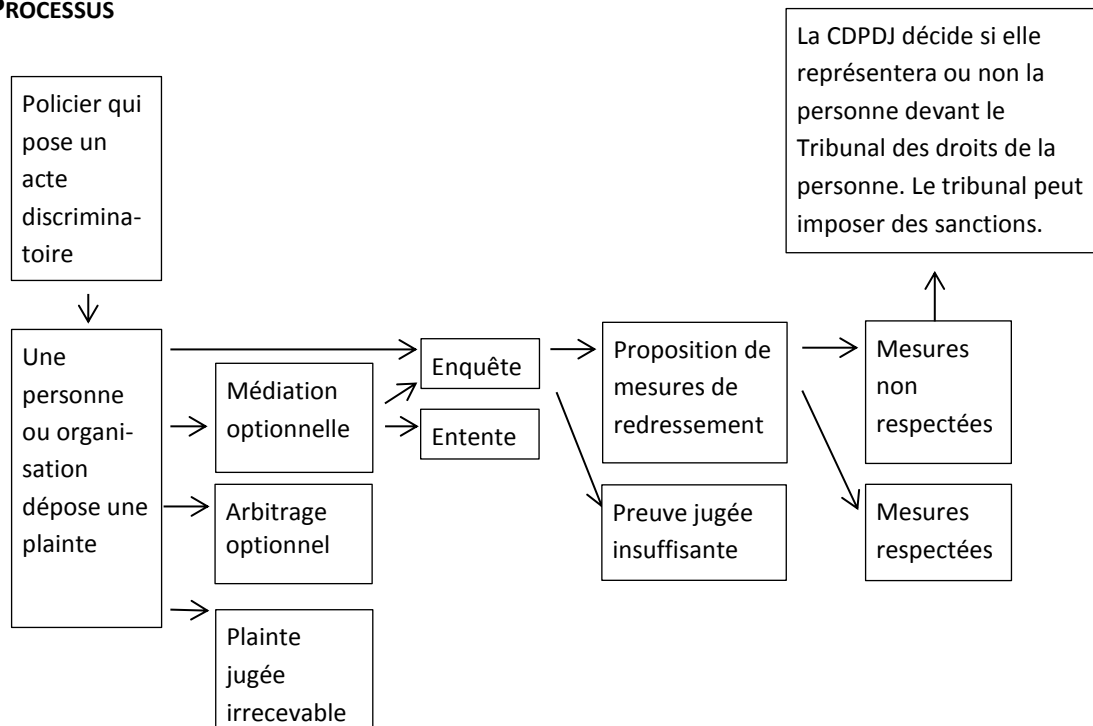 PROCESSUS
La CDPDJ décide si elle
représentera ou non la
personne devant le
Tribunal des droits de la
personne. Le tribunal peut
imposer des sanctions.
Policier qui
pose un
acte
discrimina-
toire
Une
personne
ou organi-
sation
dépose une
plainte
Médiation
optionnelle
Arbitrage
optionnel
Plainte
jugée
irrecevable
Enquête
Entente
Proposition de
mesures de
redressement
Preuve jugée
insuffisante
Mesures
non
respectées
Mesures
respectées